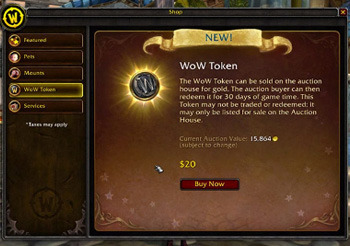 Shop
NEW!
Featured
Pets
Mounts
WoW Token
Services
*Taxes may apply
WoW Token
The WoW Token can be sold on the auction
house for gold. The auction buyer can then
redeem it for 30 days of game time. This
Token may not be traded or redeemed; it
may only be listed for sale on the Auction
House.
Current Auction Value: 15,864
(subject to change)
$20
Buy Now